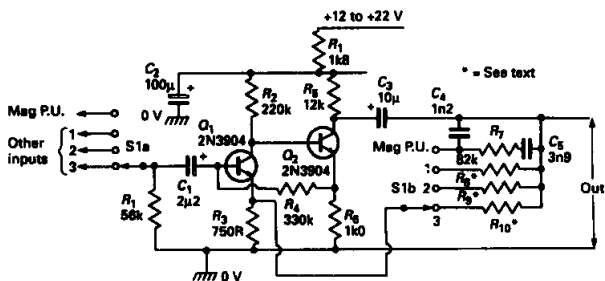 +12 to +22 V
R1
1k8
C2
100µ
+
0 V
R2
220k
R5
12k
C3
10µ
+
* = See text
C4
1n2
Mag P.U.
Other inputs
1
2
3
S1a
Q1
2N3904
Q2
2N3904
Mag P.U.
R7
82k
C5
3n9
1
S1b 2
3
R8*
R9*
R10*
Out
R1
56k
C1
2µ2
+
R4
330k
R3
750R
R6
1k0
0 V